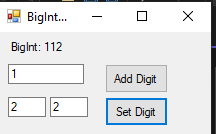 BigInt...
BigInt: 112
1
Add Digit
2 2
Set Digit